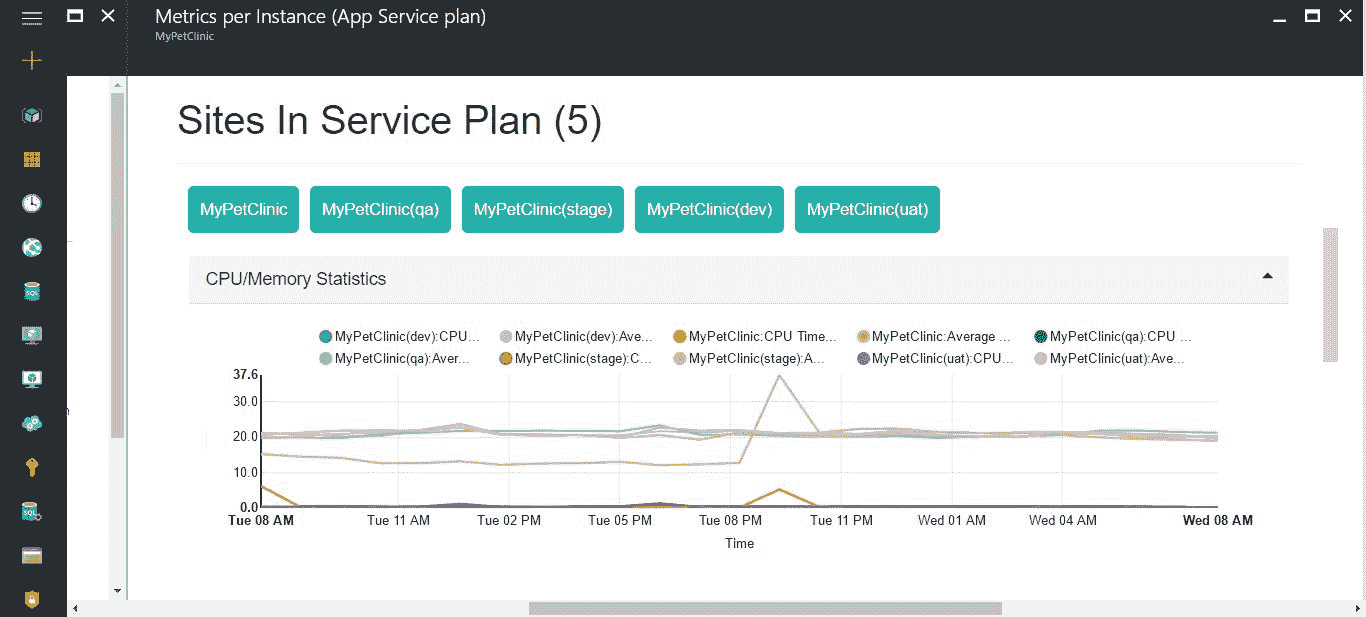 Metrics per Instance (App Service plan)
MyPetClinic
Sites In Service Plan (5)
MyPetClinic MyPetClinic(qa) MyPetClinic(stage) MyPetClinic(dev) MyPetClinic(uat)
CPU/Memory Statistics
MyPetClinic(dev):CPU... MyPetClinic(dev):Ave... MyPetClinic:CPU Time... MyPetClinic:Average ... MyPetClinic(qa):CPU ...
MyPetClinic(qa):Aver... MyPetClinic(stage):C... MyPetClinic(stage):A... MyPetClinic(uat):CPU... MyPetClinic(uat):Ave...
37.6
30.0
20.0
10.0
0.0
Tue 08 AM Tue 11 AM Tue 02 PM Tue 05 PM Tue 08 PM Tue 11 PM Wed 01 AM Wed 04 AM Wed 08 AM
Time
SQL
SQL